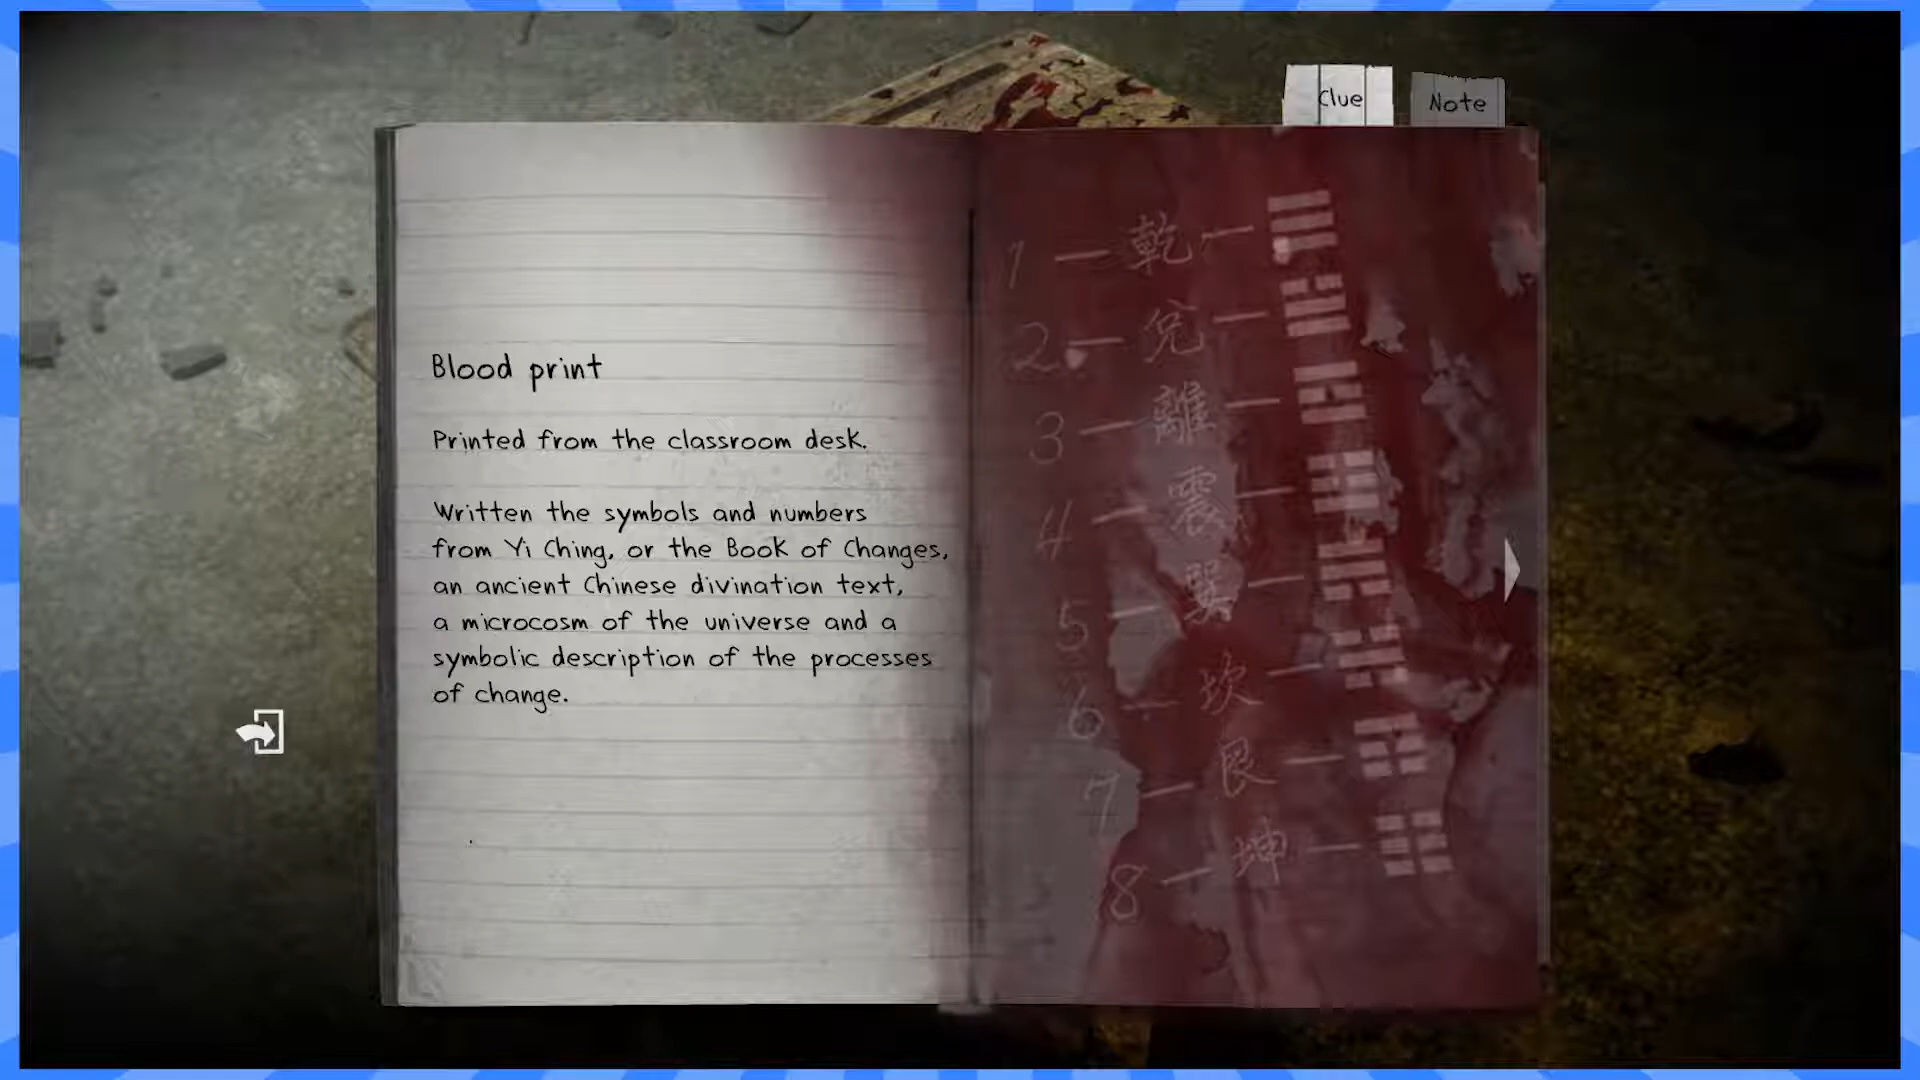 Clue
Note
Blood print
Printed from the classroom desk.
Written the symbols and numbers
from Yi Ching, or the Book of Changes,
an ancient Chinese divination text,
a microcosm of the universe and a
symbolic description of the processes
of change.
1 — 乾 — ☰
2 — 兌 — ☱
3 — 離 — ☲
4 — 震 — ☳
5 — 巽 — ☴
6 — 坎 — ☵
7 — 艮 — ☶
8 — 坤 — ☷